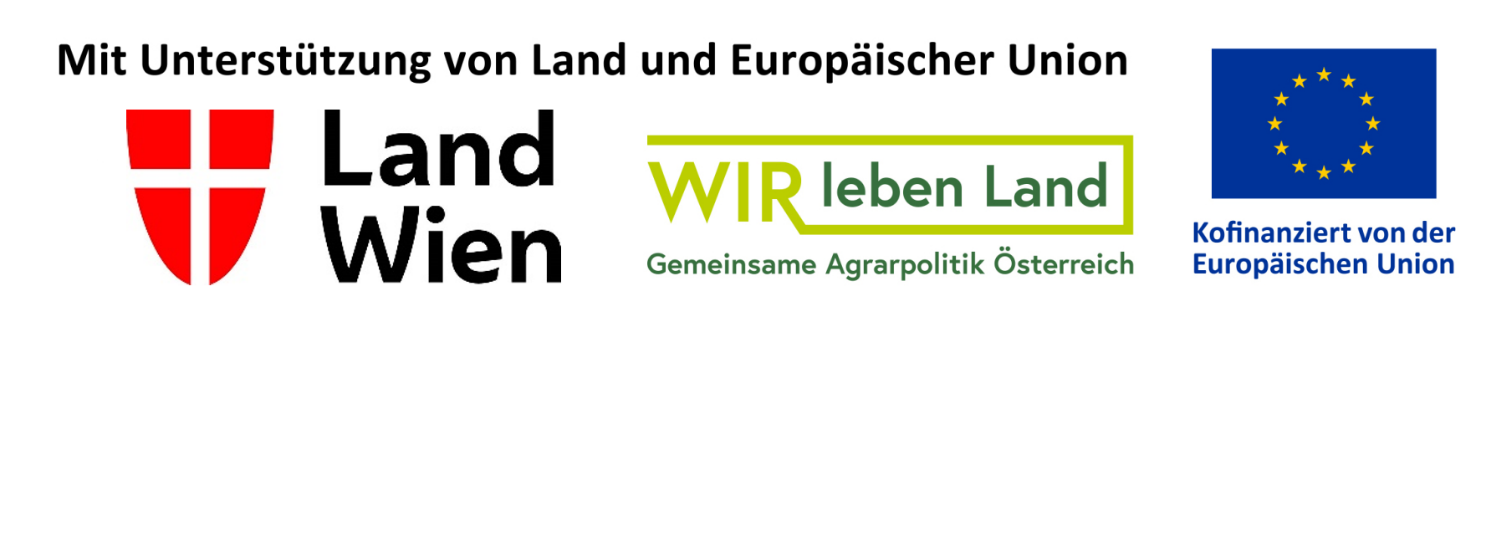 Mit Unterstützung von Land und Europäischer Union
Land
Wien
WIR leben Land
Gemeinsame Agrarpolitik Österreich
Kofinanziert von der
Europäischen Union